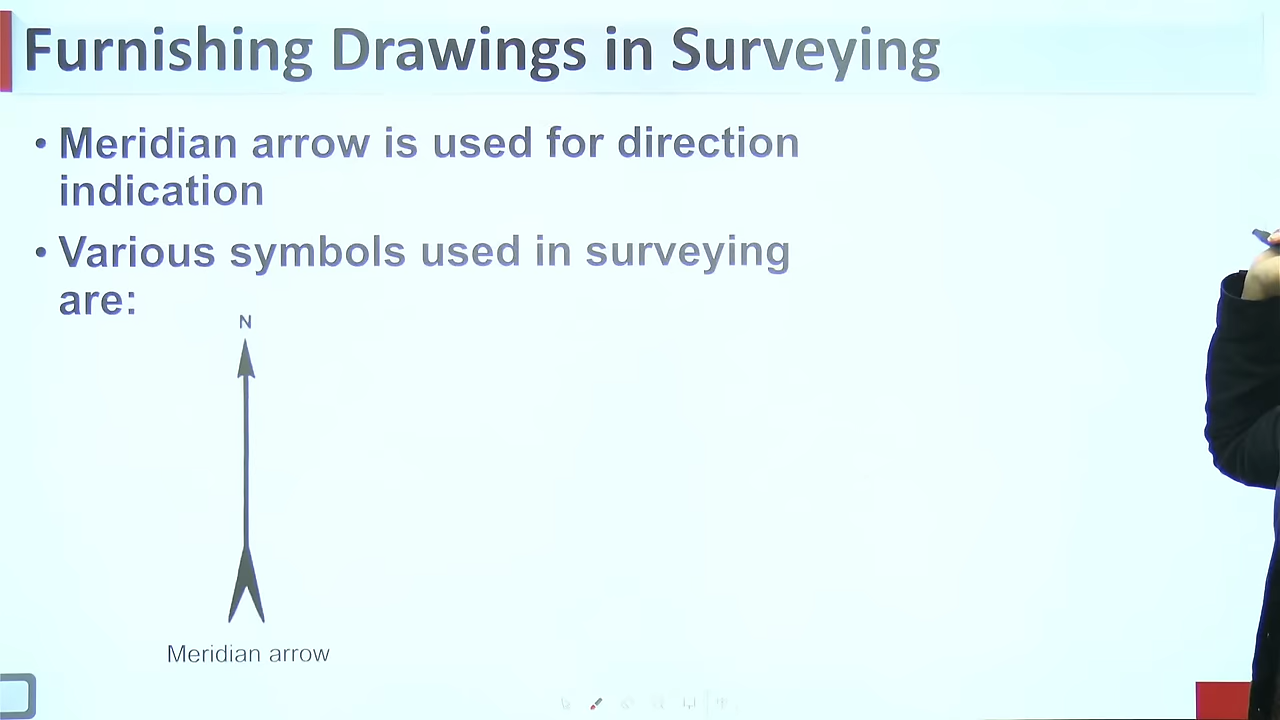 Furnishing Drawings in Surveying
• Meridian arrow is used for direction
indication
• Various symbols used in surveying
are:
N
Meridian arrow